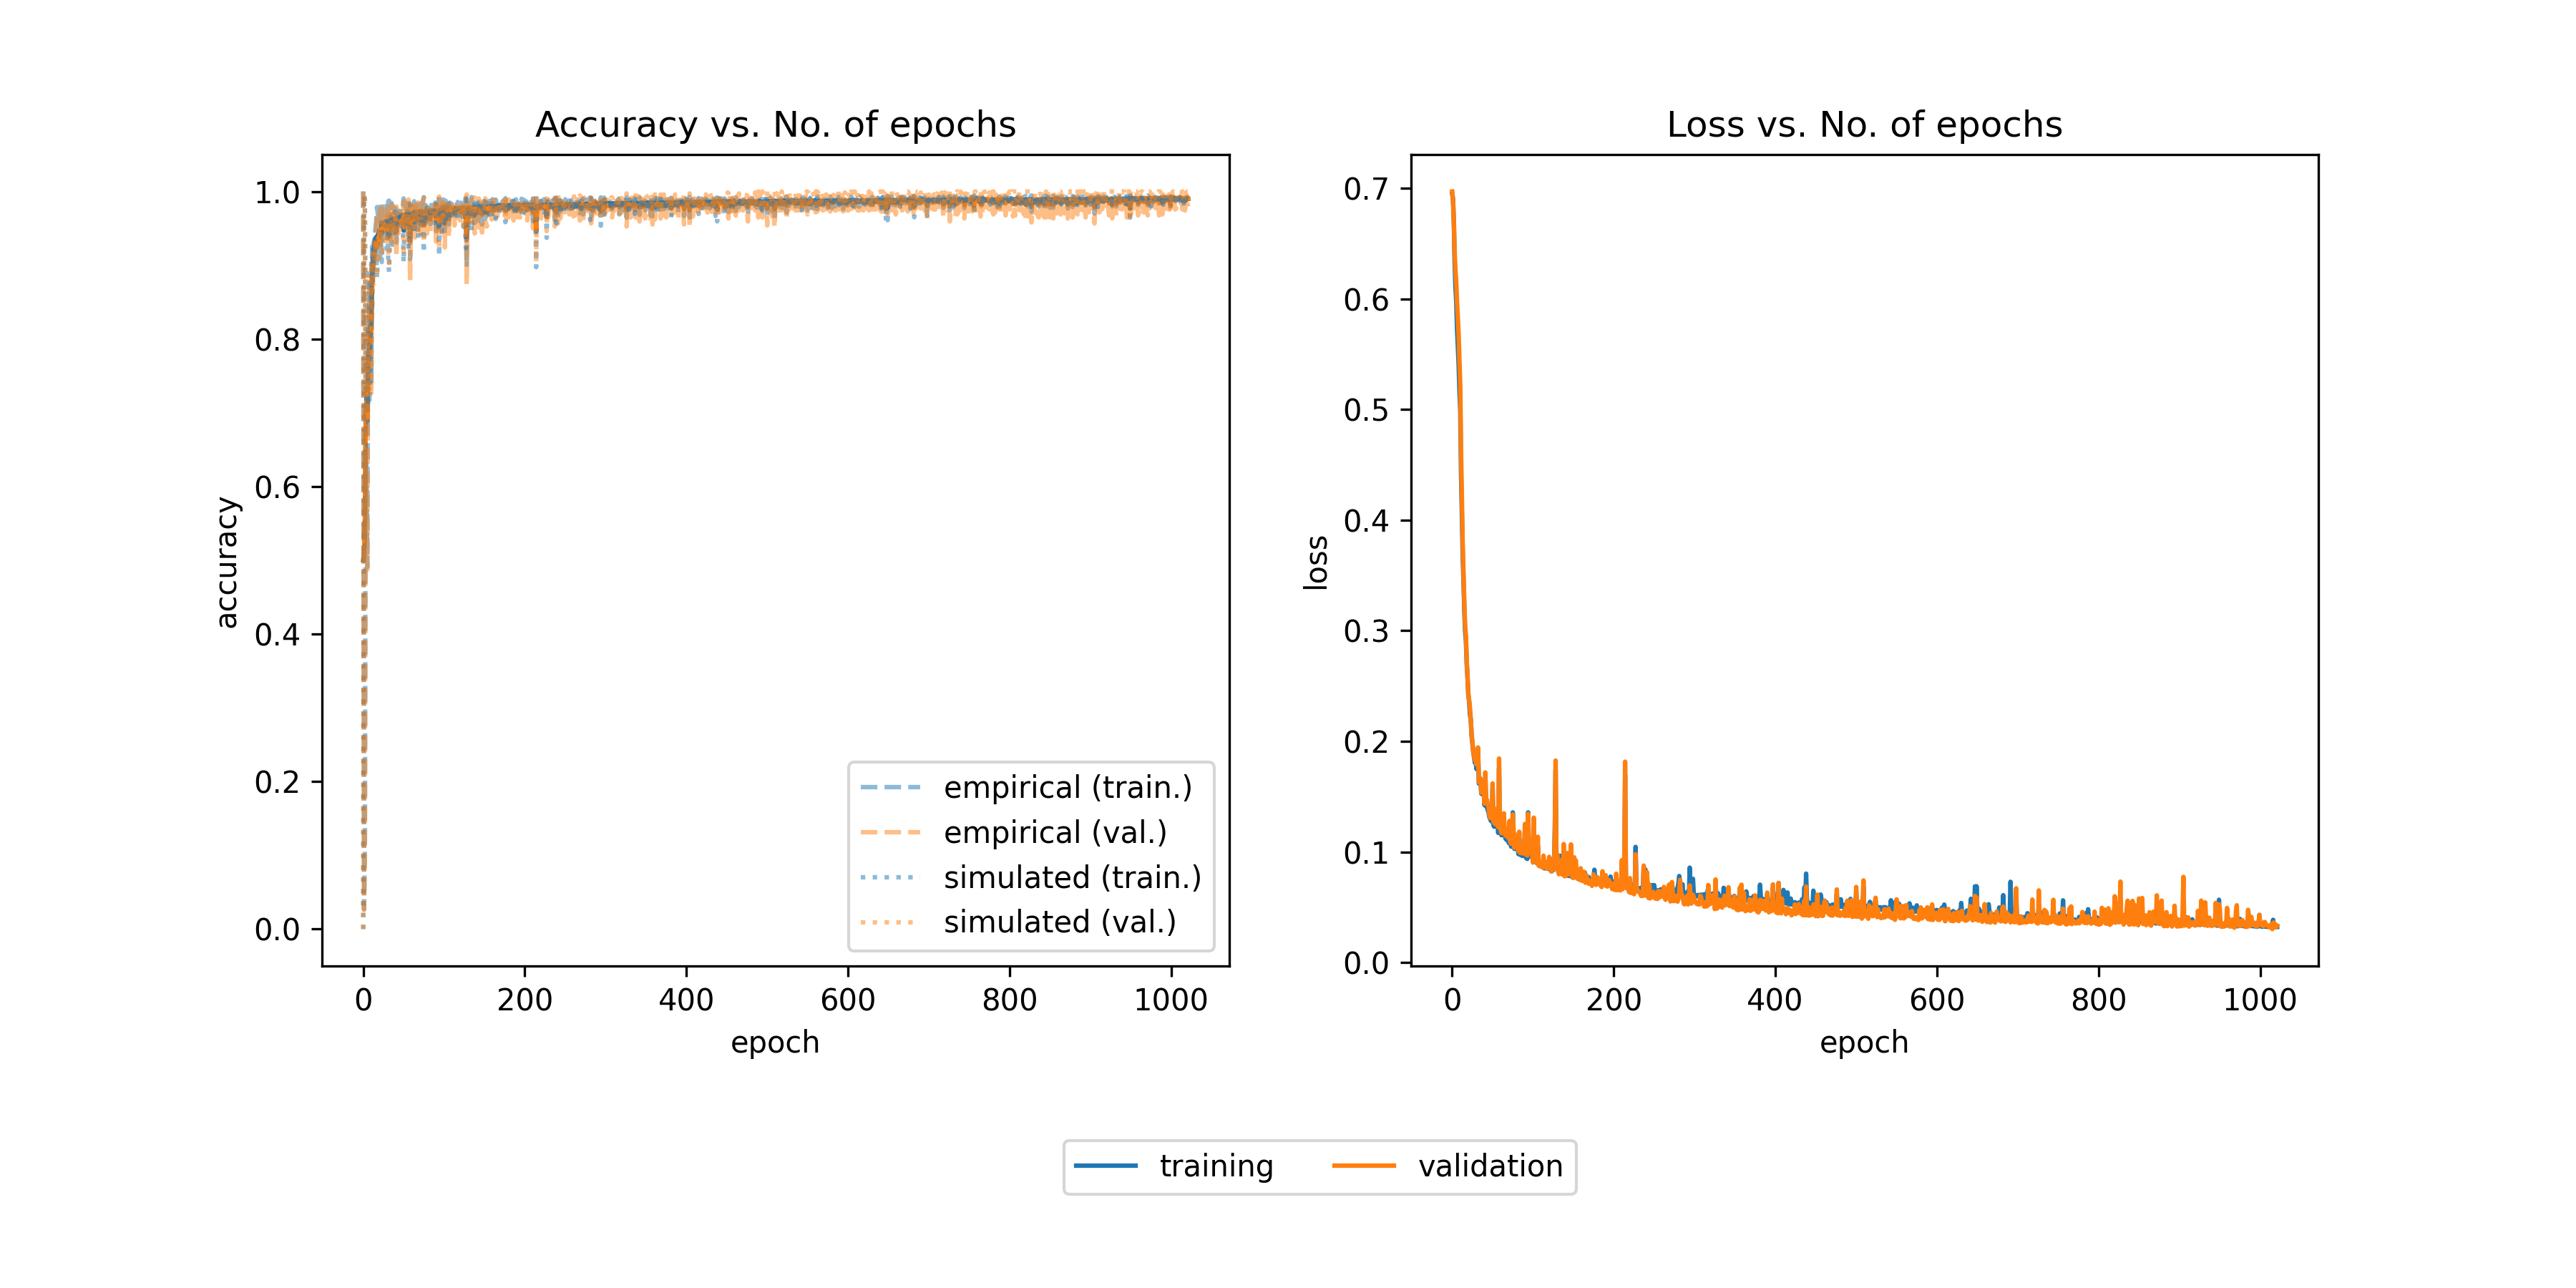 Accuracy vs. No. of epochs
1.0
0.8
0.6
0.4
0.2
0.0
accuracy
0
200
400
600
800
1000
epoch
empirical (train.)
empirical (val.)
simulated (train.)
simulated (val.)
Loss vs. No. of epochs
0.7
0.6
0.5
0.4
0.3
0.2
0.1
0.0
loss
0
200
400
600
800
1000
epoch
training
validation